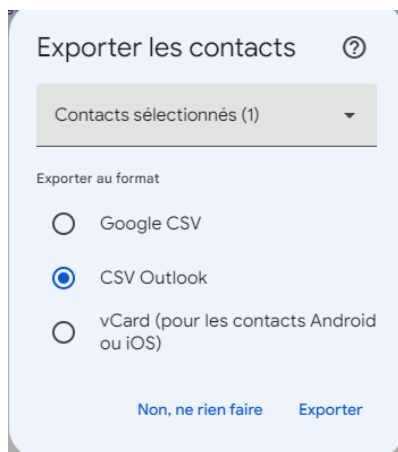 Exporter les contacts
Contacts sélectionnés (1)
Exporter au format
Google CSV
CSV Outlook
vCard (pour les contacts Android
ou iOS)
Non, ne rien faire Exporter